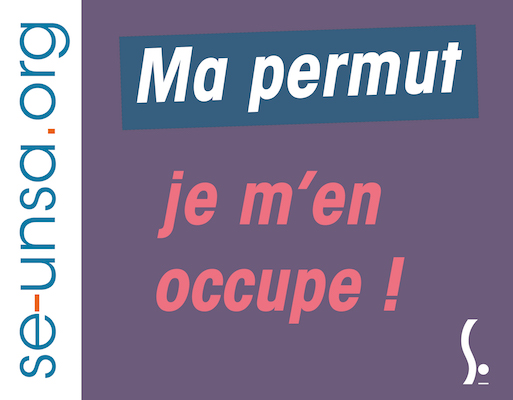 se-unsa.org
Ma permut
je m'en
occupe !